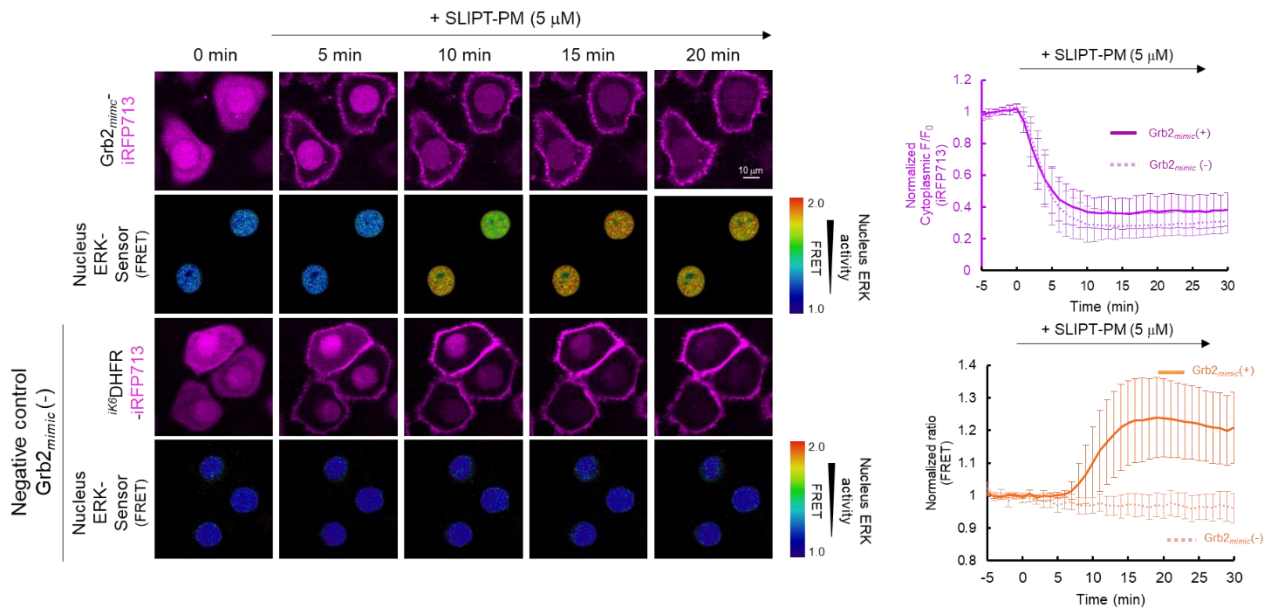 + SLIPT-PM (5 μM)
0 min 5 min 10 min 15 min 20 min
Grb2mimc-
iRFP713
10 μm
Nucleus
ERK-
Sensor
(FRET)
2.0
FRET
1.0
Nucleus ERK
activity
Negative control
Grb2mimic (-)
iK6DHFR
-iRFP713
Nucleus
ERK-
Sensor
(FRET)
2.0
FRET
1.0
Nucleus ERK
activity
+ SLIPT-PM (5 μM)
Normalized
Cytoplasmic F/F0
(iRFP713)
1.2
1
0.8
0.6
0.4
0.2
0
Grb2mimic(+)
Grb2mimic (-)
-5 0 5 10 15 20 25 30
Time (min)
+ SLIPT-PM (5 μM)
Normalized ratio
(FRET)
1.4
1.3
1.2
1.1
1
0.9
0.8
Grb2mimic(+)
Grb2mimic(-)
-5 0 5 10 15 20 25 30
Time (min)